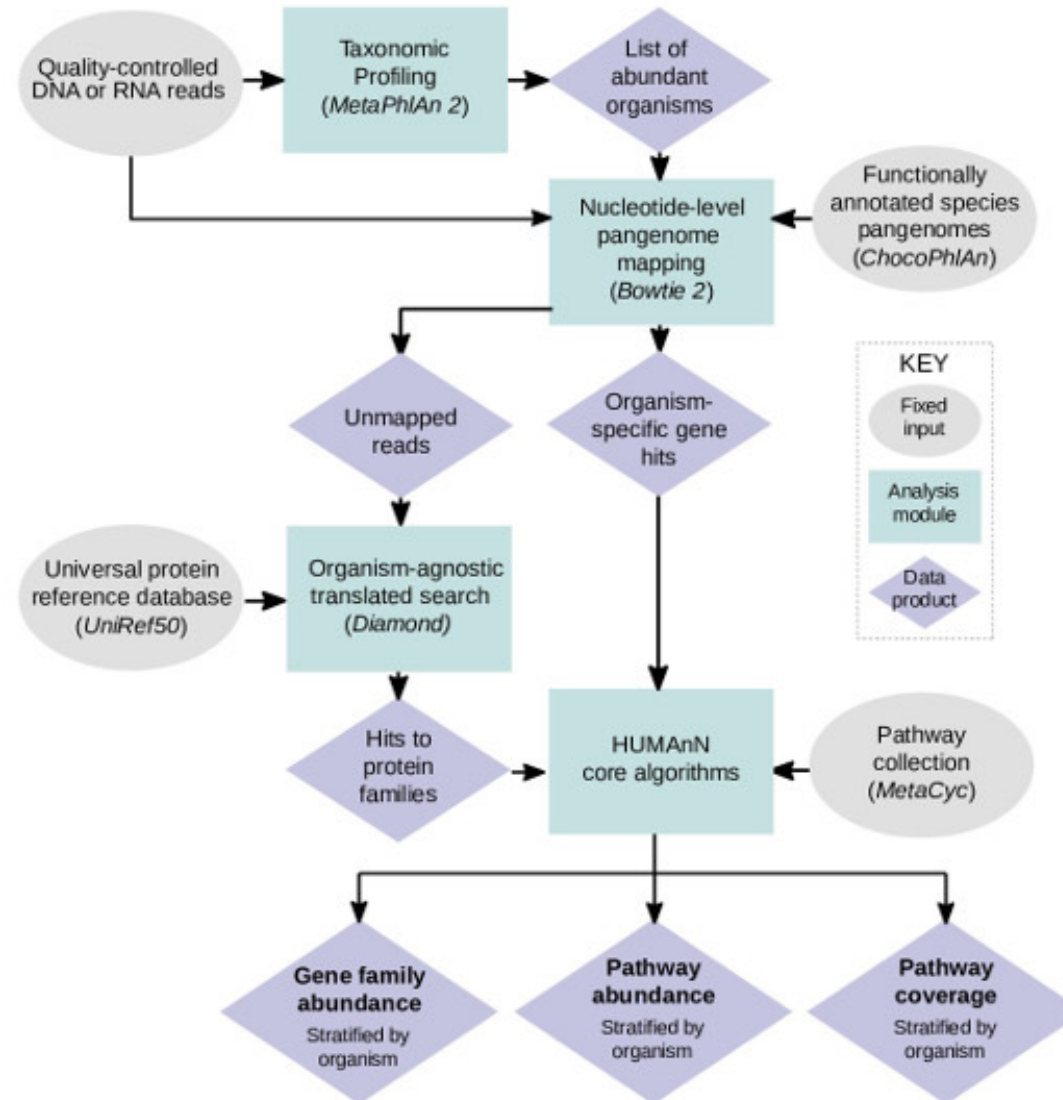 Quality-controlled
DNA or RNA reads
Taxonomic
Profiling
(MetaPhlAn 2)
List of
abundant
organisms
Nucleotide-level
pangenome
mapping
(Bowtie 2)
Functionally
annotated species
pangenomes
(ChocoPhlAn)
Unmapped
reads
Organism-
specific gene
hits
KEY
Fixed
input
Analysis
module
Data
product
Universal protein
reference database
(UniRef50)
Organism-agnostic
translated search
(Diamond)
Hits to
protein
families
HUMAnN
core algorithms
Pathway
collection
(MetaCyc)
Gene family
abundance
Stratified by
organism
Pathway
abundance
Stratified by
organism
Pathway
coverage
Stratified by
organism